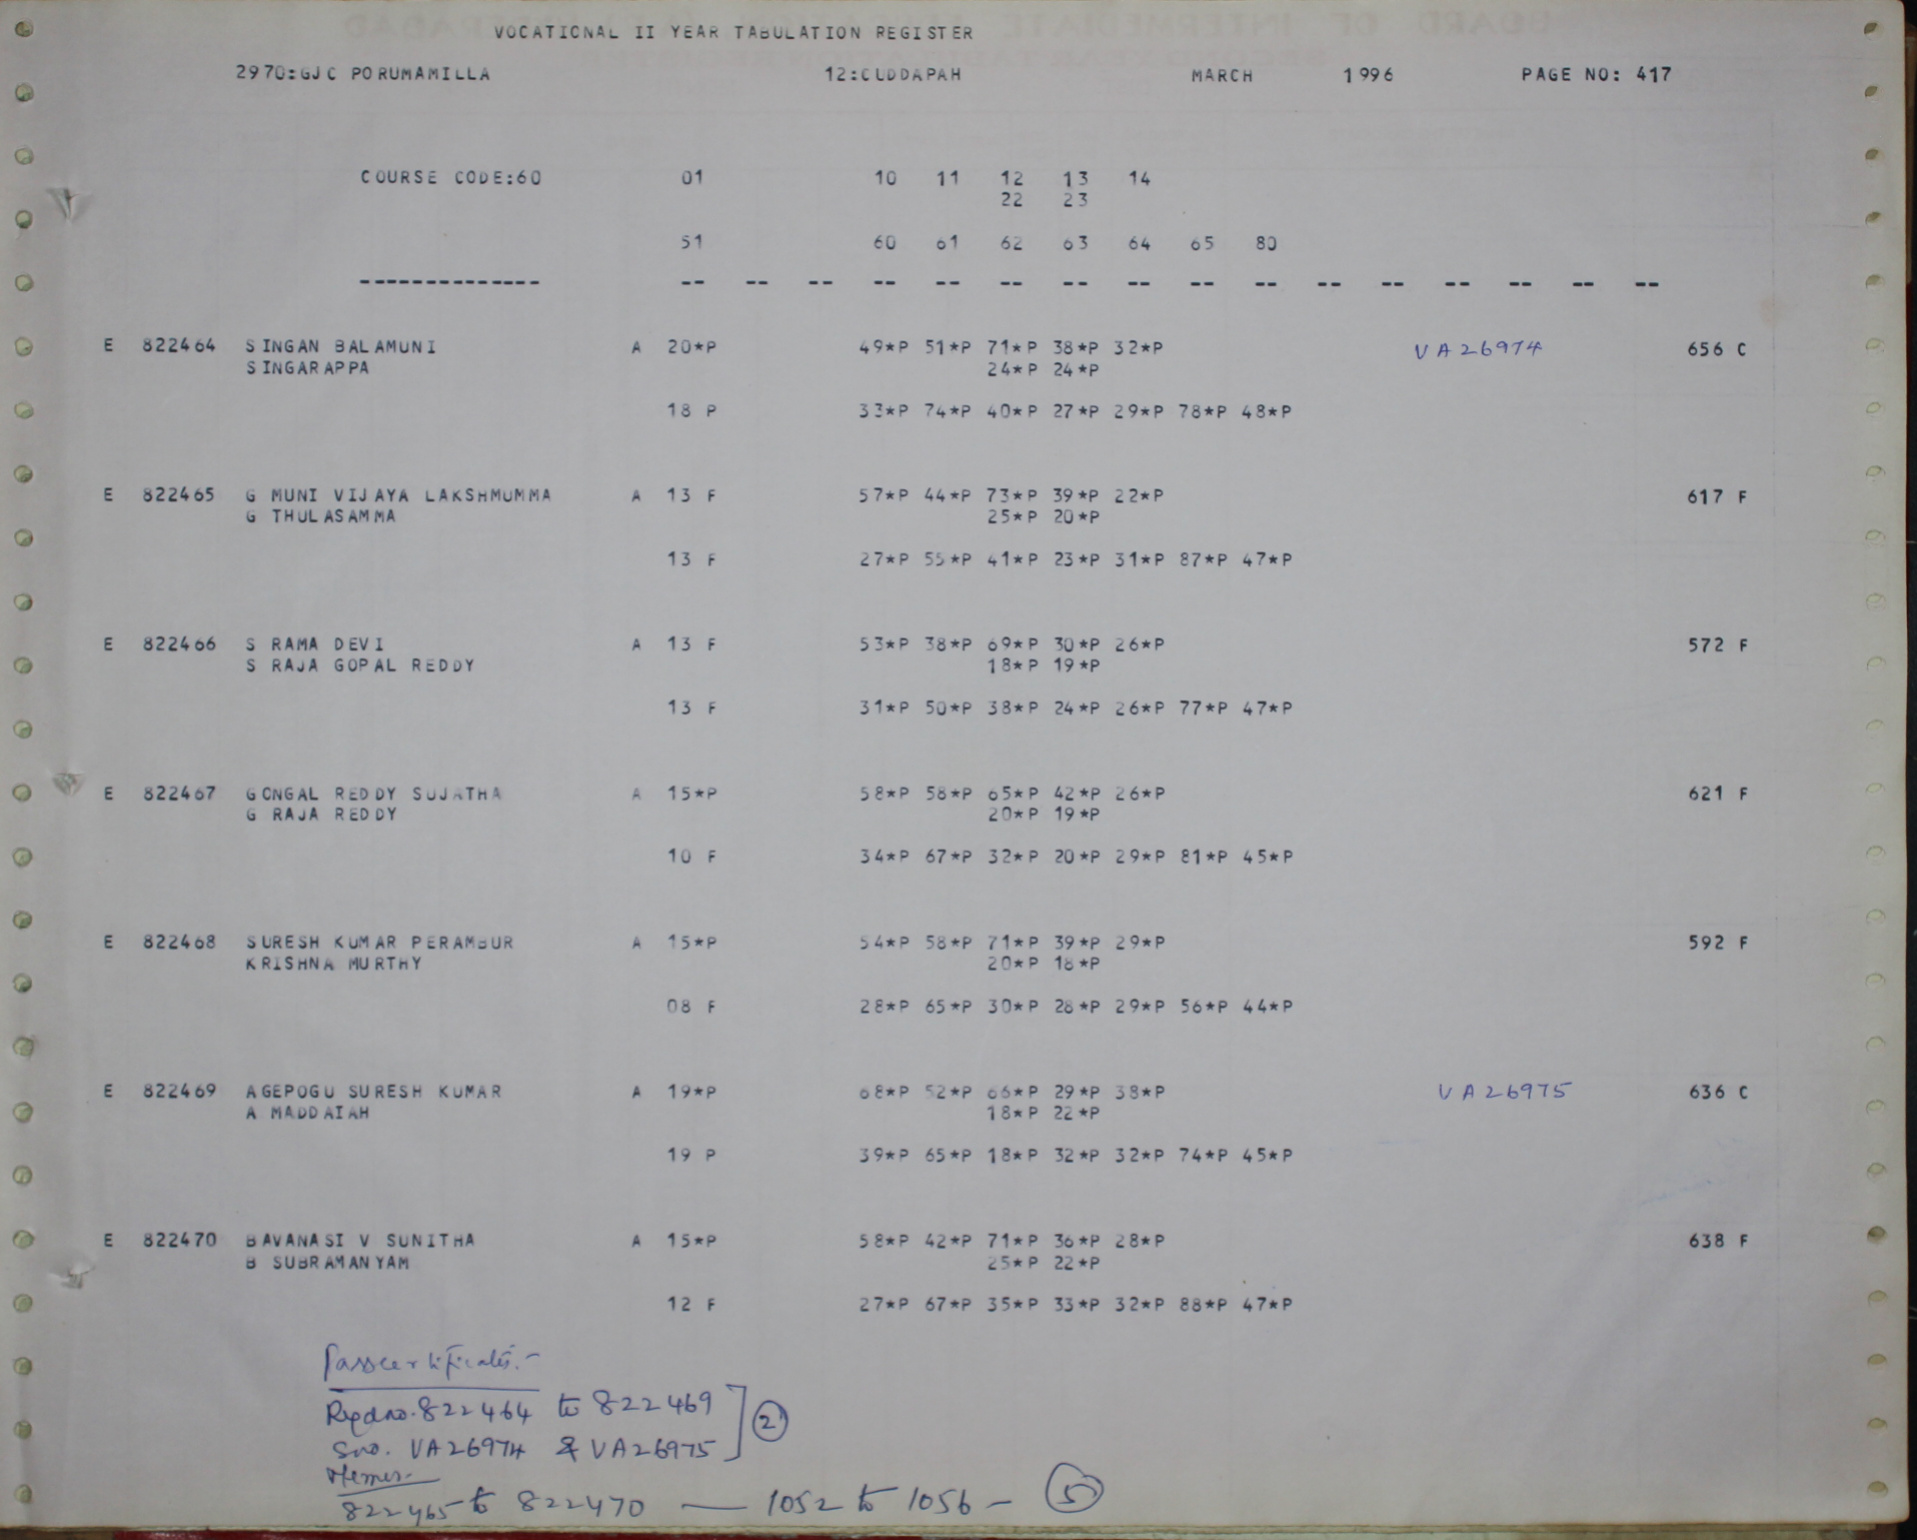 VOCATIONAL II YEAR TABULATION REGISTER
2970:GJC PORUMAMILLA 12:CUDDAPAH MARCH 1996 PAGE NO: 417
COURSE CODE:60 01 10 11 12 13 14
22 23
51 60 61 62 63 64 65 80
-------------- -- -- -- -- -- -- -- -- -- -- -- -- -- -- -- --
E 822464 SINGAN BALAMUNI A 20*P 49*P 51*P 71*P 38*P 32*P VA26974 656 C
SINGARAPPA 24*P 24*P
18 P 33*P 74*P 40*P 27*P 29*P 78*P 48*P
E 822465 G MUNI VIJAYA LAKSHMUMMA A 13 F 57*P 44*P 73*P 39*P 22*P 617 F
G THULASAMMA 25*P 20*P
13 F 27*P 55*P 41*P 23*P 31*P 87*P 47*P
E 822466 S RAMA DEVI A 13 F 53*P 38*P 69*P 30*P 26*P 572 F
S RAJA GOPAL REDDY 18*P 19*P
13 F 31*P 50*P 38*P 24*P 26*P 77*P 47*P
E 822467 GONGAL REDDY SUJATHA A 15*P 58*P 58*P 65*P 42*P 26*P 621 F
G RAJA REDDY 20*P 19*P
10 F 34*P 67*P 32*P 20*P 29*P 81*P 45*P
E 822468 SURESH KUMAR PERAMBUR A 15*P 54*P 58*P 71*P 39*P 29*P 592 F
KRISHNA MURTHY 20*P 18*P
08 F 28*P 65*P 30*P 28*P 29*P 56*P 44*P
E 822469 AGEPOGU SURESH KUMAR A 19*P 68*P 52*P 66*P 29*P 38*P VA26975 636 C
A MADDAIAH 18*P 22*P
19 P 39*P 65*P 18*P 32*P 32*P 74*P 45*P
E 822470 BAVANASI V SUNITHA A 15*P 58*P 42*P 71*P 36*P 28*P 638 F
B SUBRAMANYAM 25*P 22*P
12 F 27*P 67*P 35*P 33*P 32*P 88*P 47*P
Passcertificates:-
Regd no. 822464 to 822469
Sno. VA26974 & VA26975 ] (2)
Memos.
822465 to 822470 — 1052 to 1056 - (5)